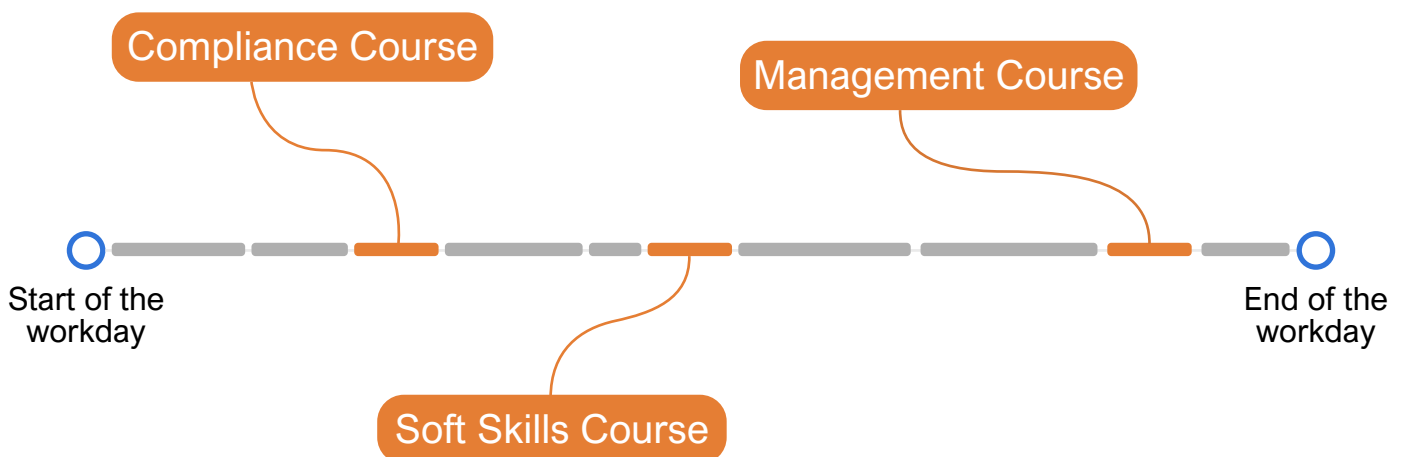 Compliance Course
Management Course
Start of the
workday
End of the
workday
Soft Skills Course